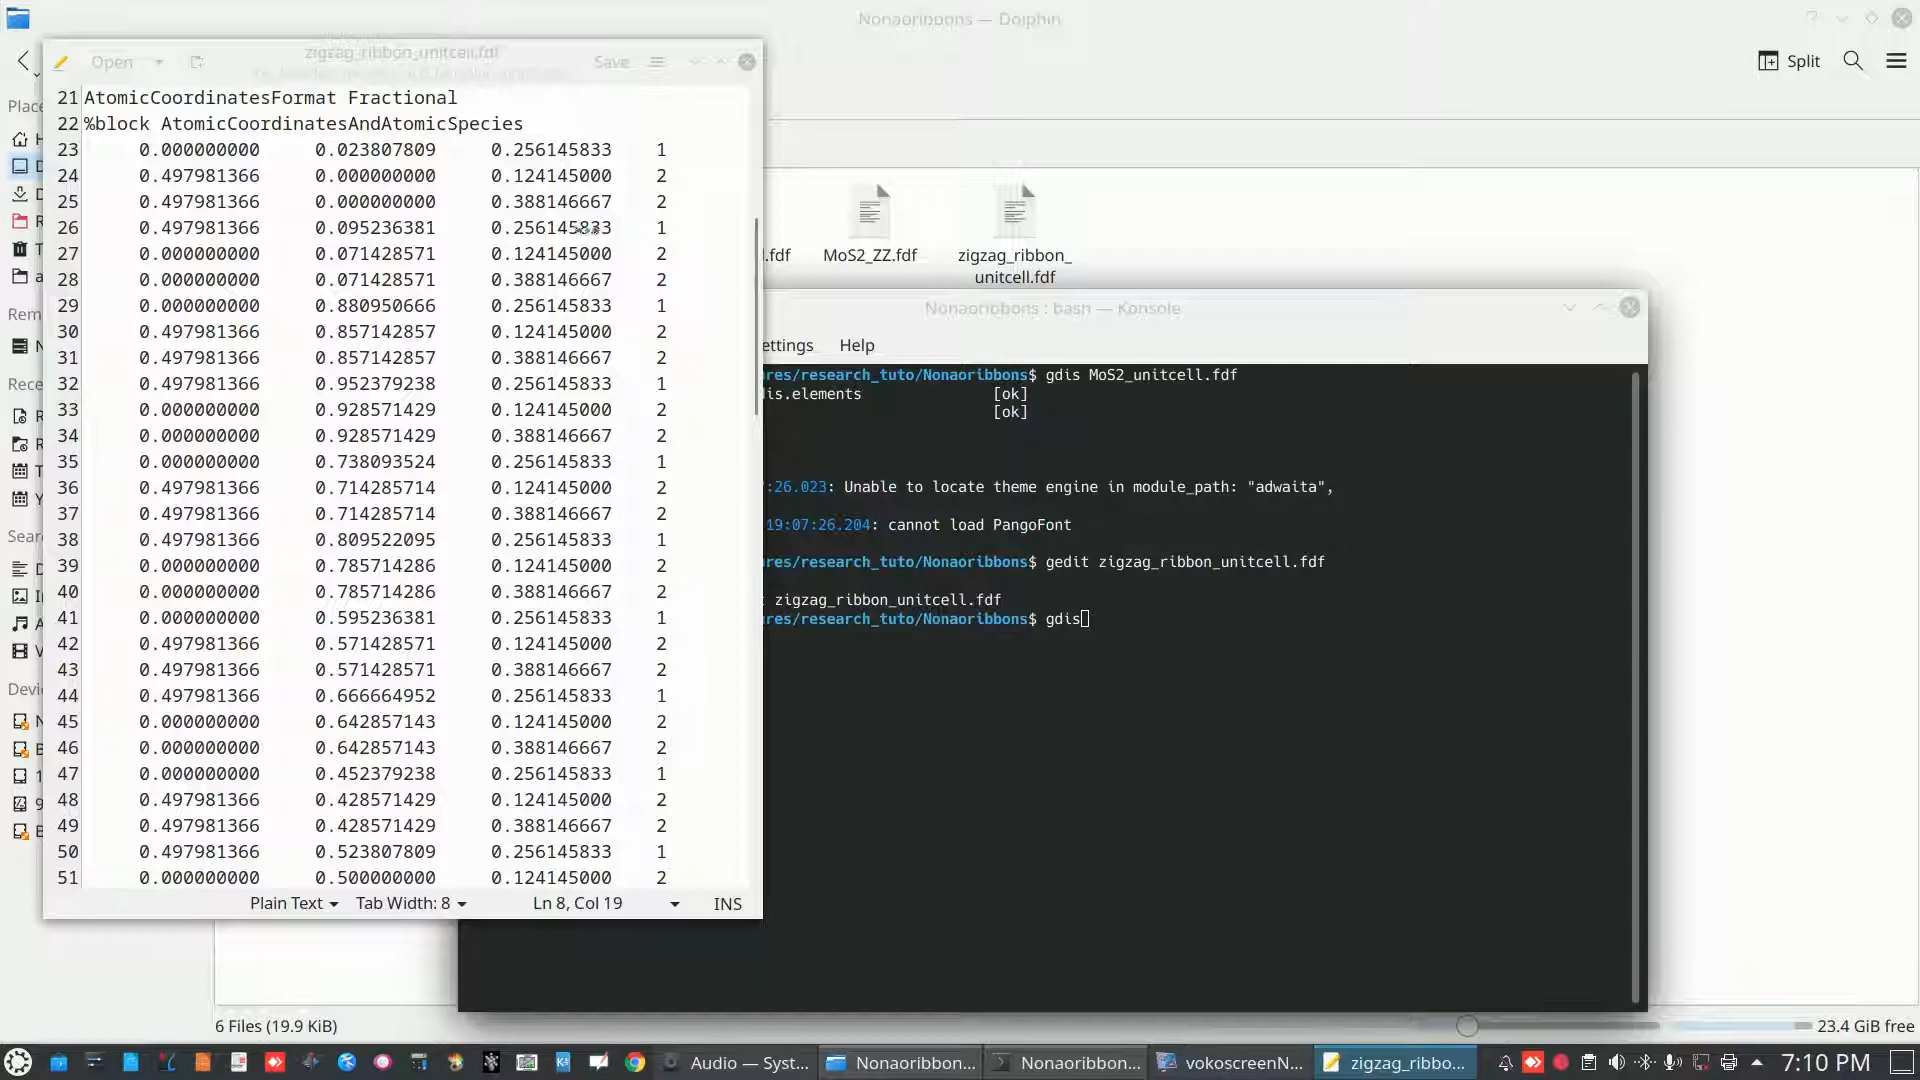 Nonaoribbons — Dolphin
Split
Open
zigzag_ribbon_unitcell.fdf
Save
Place
Rem
Rece
Sear
Devi
21 AtomicCoordinatesFormat Fractional
22 %block AtomicCoordinatesAndAtomicSpecies
23 0.000000000 0.023807809 0.256145833 1
24 0.497981366 0.000000000 0.124145000 2
25 0.497981366 0.000000000 0.388146667 2
26 0.497981366 0.095236381 0.256145833 1
27 0.000000000 0.071428571 0.124145000 2
28 0.000000000 0.071428571 0.388146667 2
29 0.000000000 0.880950666 0.256145833 1
30 0.497981366 0.857142857 0.124145000 2
31 0.497981366 0.857142857 0.388146667 2
32 0.497981366 0.952379238 0.256145833 1
33 0.000000000 0.928571429 0.124145000 2
34 0.000000000 0.928571429 0.388146667 2
35 0.000000000 0.738093524 0.256145833 1
36 0.497981366 0.714285714 0.124145000 2
37 0.497981366 0.714285714 0.388146667 2
38 0.497981366 0.809522095 0.256145833 1
39 0.000000000 0.785714286 0.124145000 2
40 0.000000000 0.785714286 0.388146667 2
41 0.000000000 0.595236381 0.256145833 1
42 0.497981366 0.571428571 0.124145000 2
43 0.497981366 0.571428571 0.388146667 2
44 0.497981366 0.666664952 0.256145833 1
45 0.000000000 0.642857143 0.124145000 2
46 0.000000000 0.642857143 0.388146667 2
47 0.000000000 0.452379238 0.256145833 1
48 0.497981366 0.428571429 0.124145000 2
49 0.497981366 0.428571429 0.388146667 2
50 0.497981366 0.523807809 0.256145833 1
51 0.000000000 0.500000000 0.124145000 2
Plain Text Tab Width: 8 Ln 8, Col 19 INS
l.fdf
MoS2_ZZ.fdf
zigzag_ribbon_
unitcell.fdf
Nonaoribbons : bash — Konsole
ettings Help
res/research_tuto/Nonaoribbons$ gdis MoS2_unitcell.fdf
is.elements [ok]
[ok]
:26.023: Unable to locate theme engine in module_path: "adwaita",
19:07:26.204: cannot load PangoFont
res/research_tuto/Nonaoribbons$ gedit zigzag_ribbon_unitcell.fdf
zigzag_ribbon_unitcell.fdf
res/research_tuto/Nonaoribbons$ gdis
6 Files (19.9 KiB)
23.4 GiB free
Audio — Syst...
Nonaoribbon...
Nonaoribbon...
vokoscreenN...
zigzag_ribbo...
7:10 PM